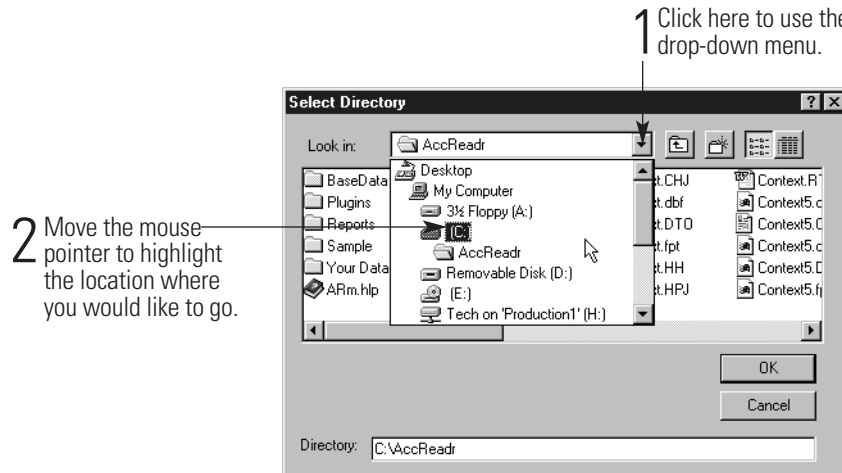 1 Click here to use the
drop-down menu.
Select Directory
Look in: AccReadr
Desktop
My Computer
3½ Floppy (A:)
(C:)
AccReadr
Removable Disk (D:)
(E:)
Tech on 'Production1' (H:)
BaseData
Plugins
Reports
Sample
Your Data
ARm.hlp
t.CHJ
t.dbf
t.DTO
t.fpt
t.HH
t.HPJ
Context.R
Context5.c
Context5.
Context5.c
Context5.
Context5.f
2 Move the mouse
pointer to highlight
the location where
you would like to go.
OK
Cancel
Directory: C:\AccReadr